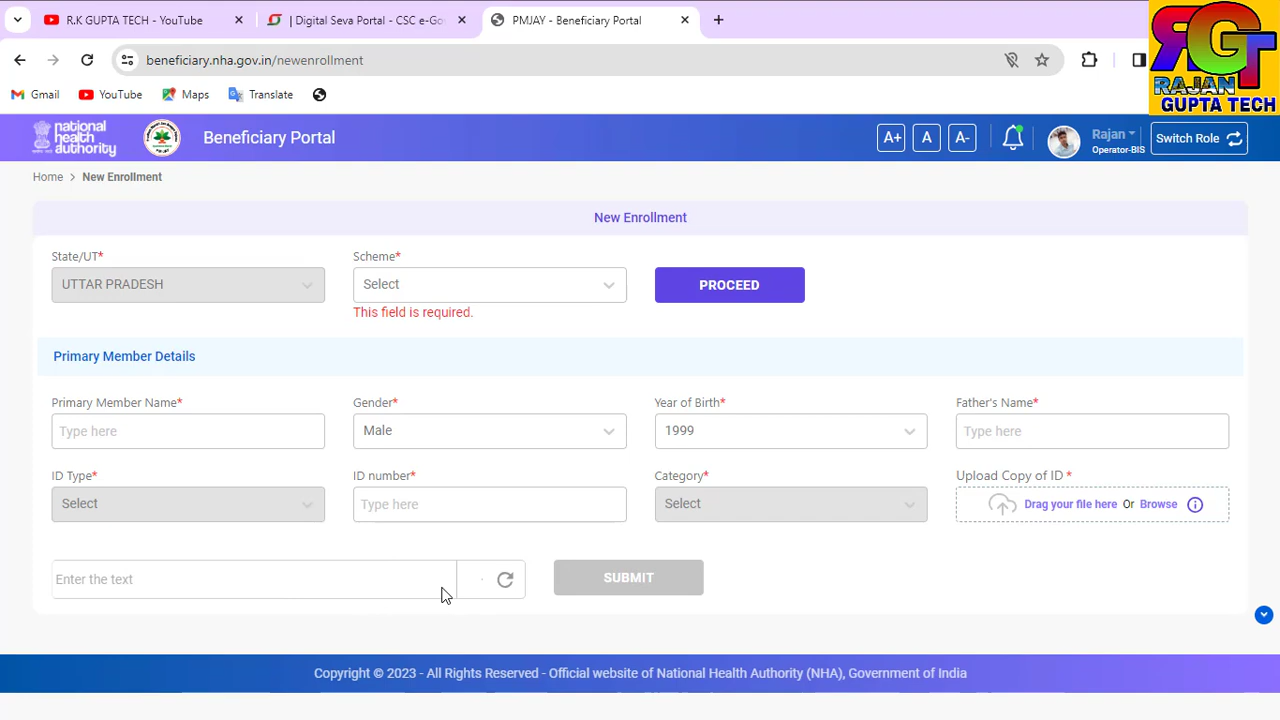 R.K GUPTA TECH - YouTube
| Digital Seva Portal - CSC e-Go
PMJAY - Beneficiary Portal
beneficiary.nha.gov.in/newenrollment
Gmail
YouTube
Maps
Translate
RGT
RAJAN
GUPTA TECH
national
health
authority
Beneficiary Portal
A+
A
A-
Rajan
Operator-BIS
Switch Role
Home > New Enrollment
New Enrollment
State/UT*
Scheme*
UTTAR PRADESH
Select
PROCEED
This field is required.
Primary Member Details
Primary Member Name*
Gender*
Year of Birth*
Father's Name*
Type here
Male
1999
Type here
ID Type*
ID number*
Category*
Upload Copy of ID *
Select
Type here
Select
Drag your file here Or Browse
Enter the text
SUBMIT
Copyright © 2023 - All Rights Reserved - Official website of National Health Authority (NHA), Government of India